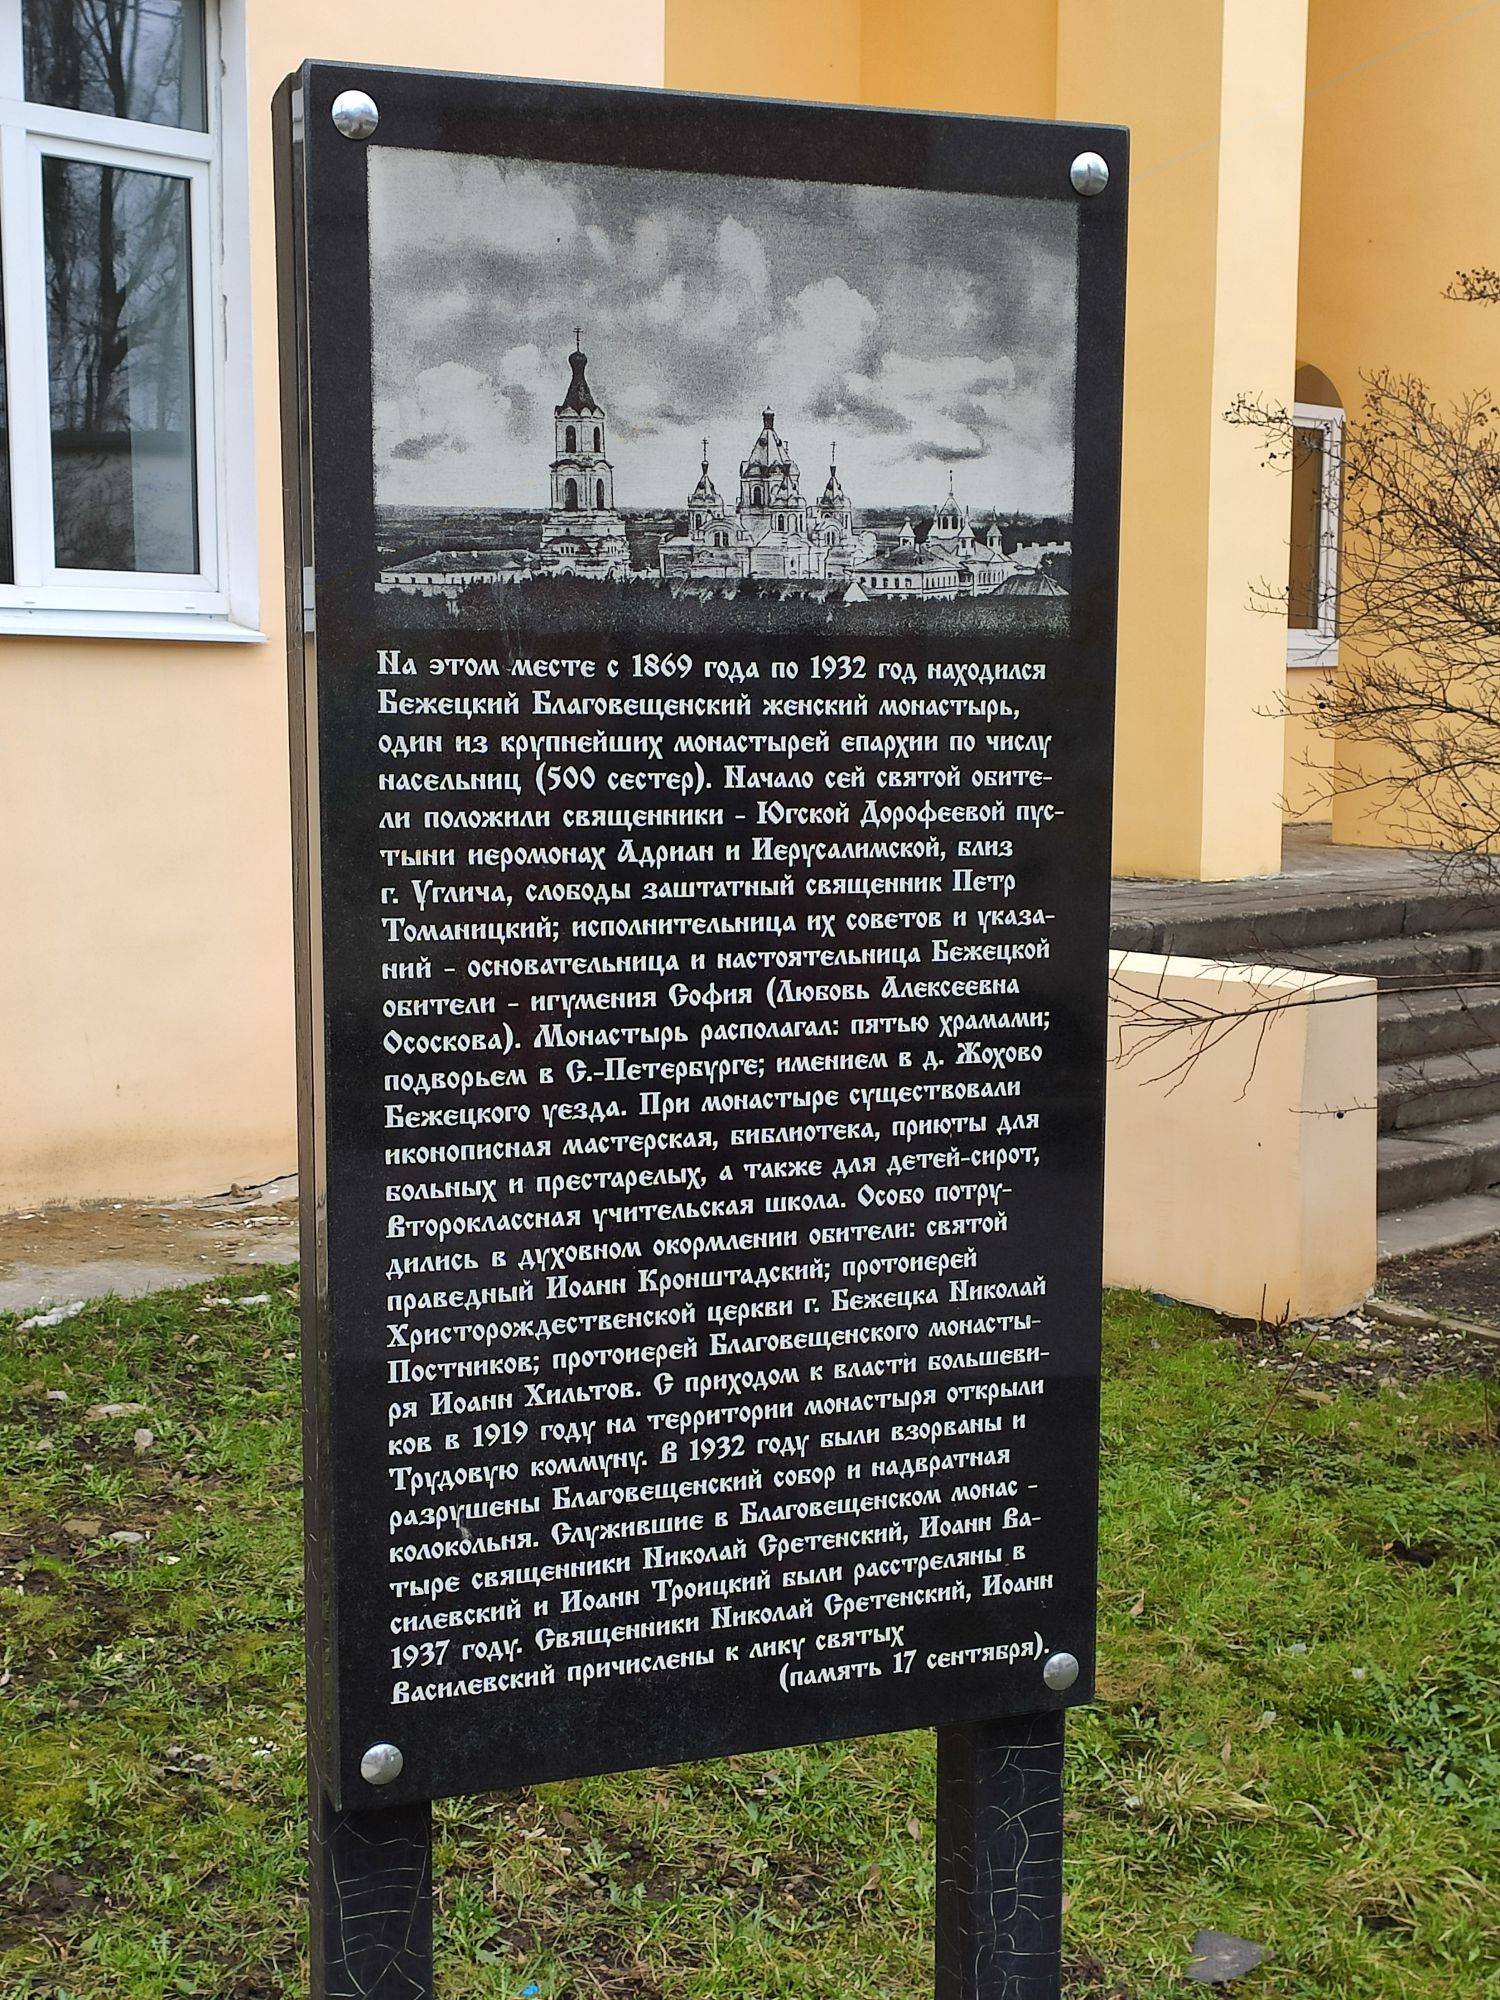 На этом месте с 1869 года по 1932 год находился
Бежецкий Благовещенский женский монастырь,
один из крупнейших монастырей епархии по числу
насельниц (500 сестер). Начало сей святой обите-
ли положили священники - Югской Дорофеевой пус-
тыни иеромонах Адриан и Иерусалимской, близ
г. Углича, слободы заштатный священник Петр
Томаницкий; исполнительница их советов и указа-
ний - основательница и настоятельница Бежецкой
обители - игумения София (Любовь Алексеевна
Ососкова). Монастырь располагал: пятью храмами;
подворьем в С.-Петербурге; имением в д. Жохово
Бежецкого уезда. При монастыре существовали
иконописная мастерская, библиотека, приюты для
больных и престарелых, а также для детей-сирот,
Второклассная учительская школа. Особо потру-
дились в духовном окормлении обители: святой
праведный Иоанн Кронштадский; протоиерей
Христорождественской церкви г. Бежецка Николай
Постников; протоиерей Благовещенского монасты-
ря Иоанн Хильтов. С приходом к власти большеви-
ков в 1919 году на территории монастыря открыли
Трудовую коммуну. В 1932 году были взорваны и
разрушены Благовещенский собор и надвратная
колокольня. Служившие в Благовещенском монас -
тыре священники Николай Сретенский, Иоанн Ва-
силевский и Иоанн Троицкий были расстреляны в
1937 году. Священники Николай Сретенский, Иоанн
Василевский причислены к лику святых
(память 17 сентября).